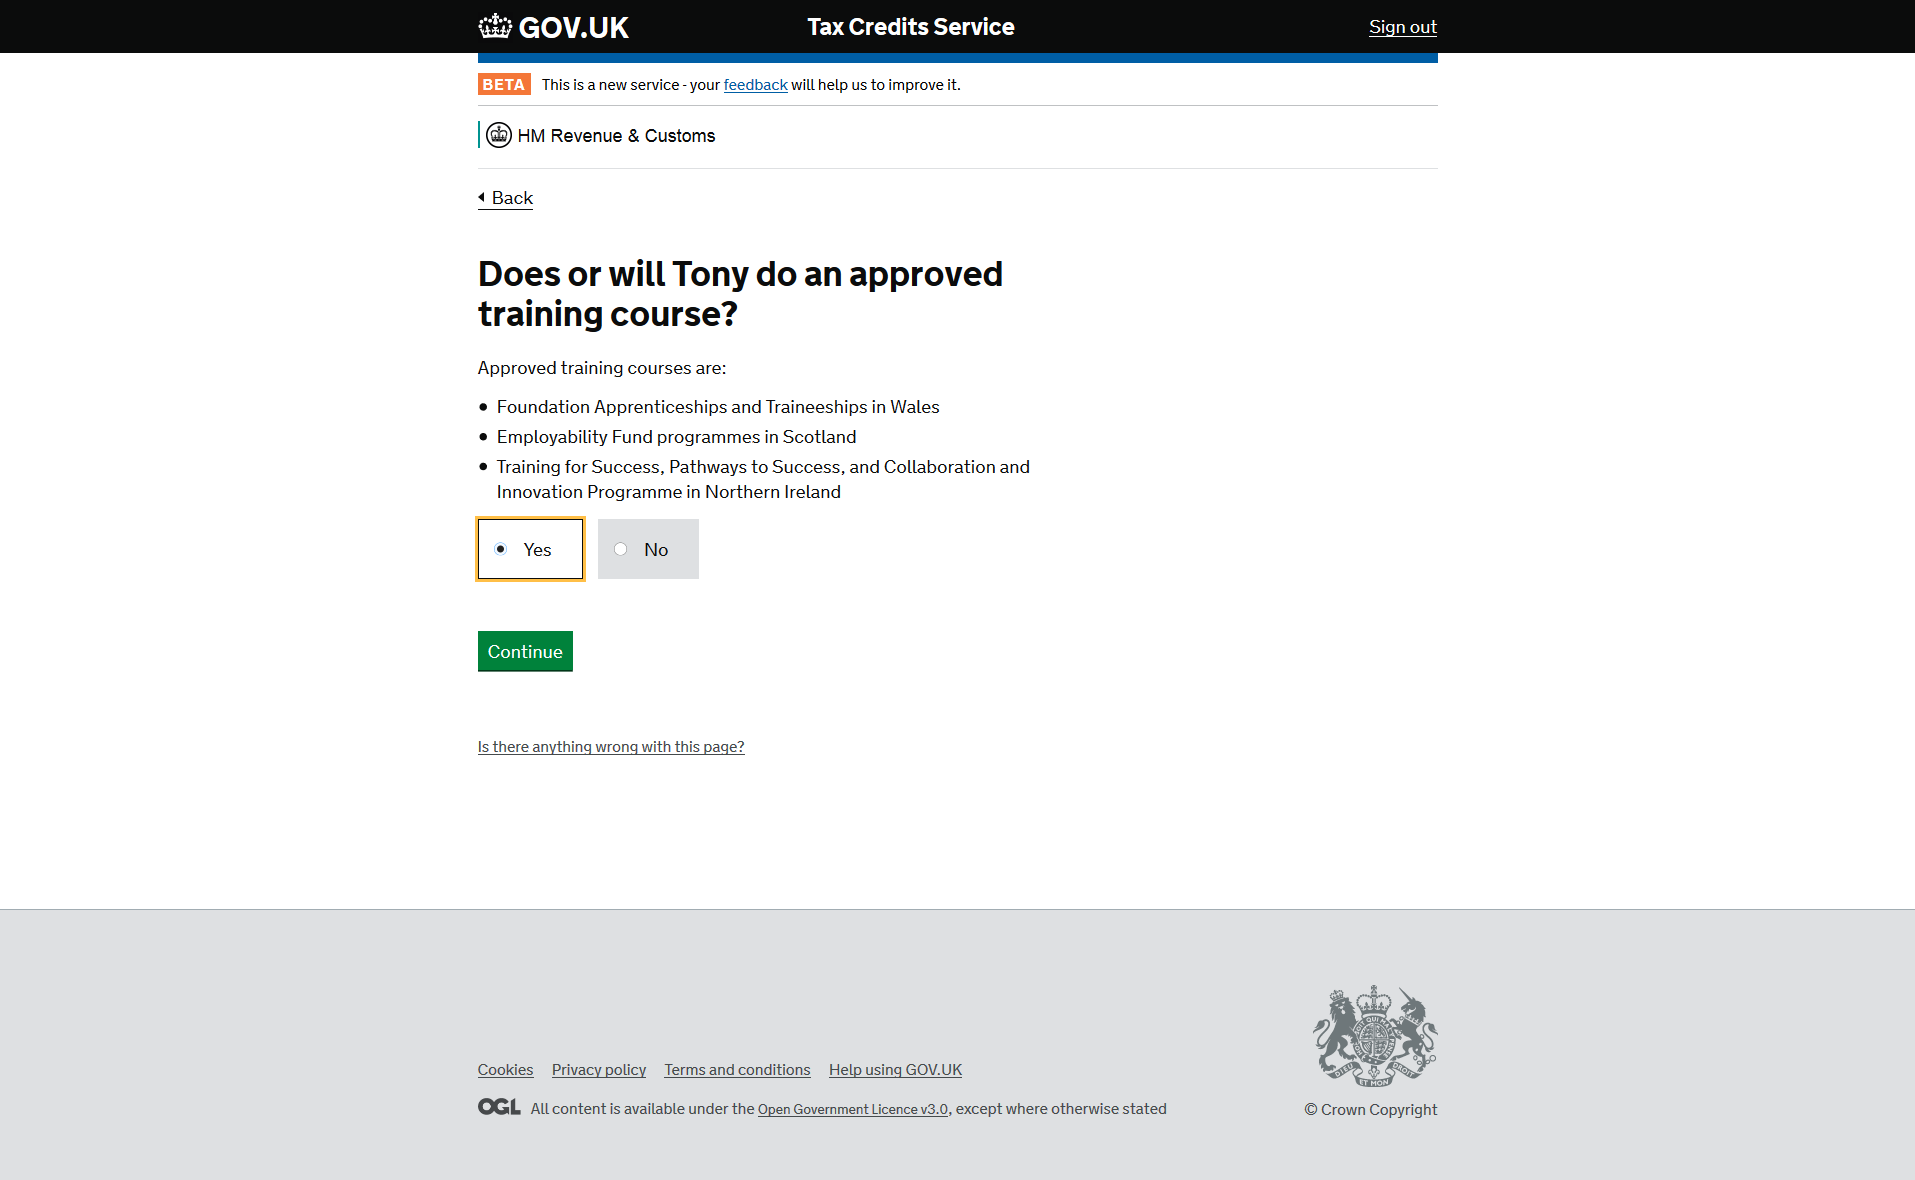 GOV.UK Tax Credits Service Sign out
BETA This is a new service - your feedback will help us to improve it.
HM Revenue & Customs
Back
Does or will Tony do an approved
training course?
Approved training courses are:
Foundation Apprenticeships and Traineeships in Wales
Employability Fund programmes in Scotland
Training for Success, Pathways to Success, and Collaboration and
Innovation Programme in Northern Ireland
Yes No
Continue
Is there anything wrong with this page?
Cookies Privacy policy Terms and conditions Help using GOV.UK
OGL All content is available under the Open Government Licence v3.0, except where otherwise stated
DIEU ET MON DROIT
© Crown Copyright